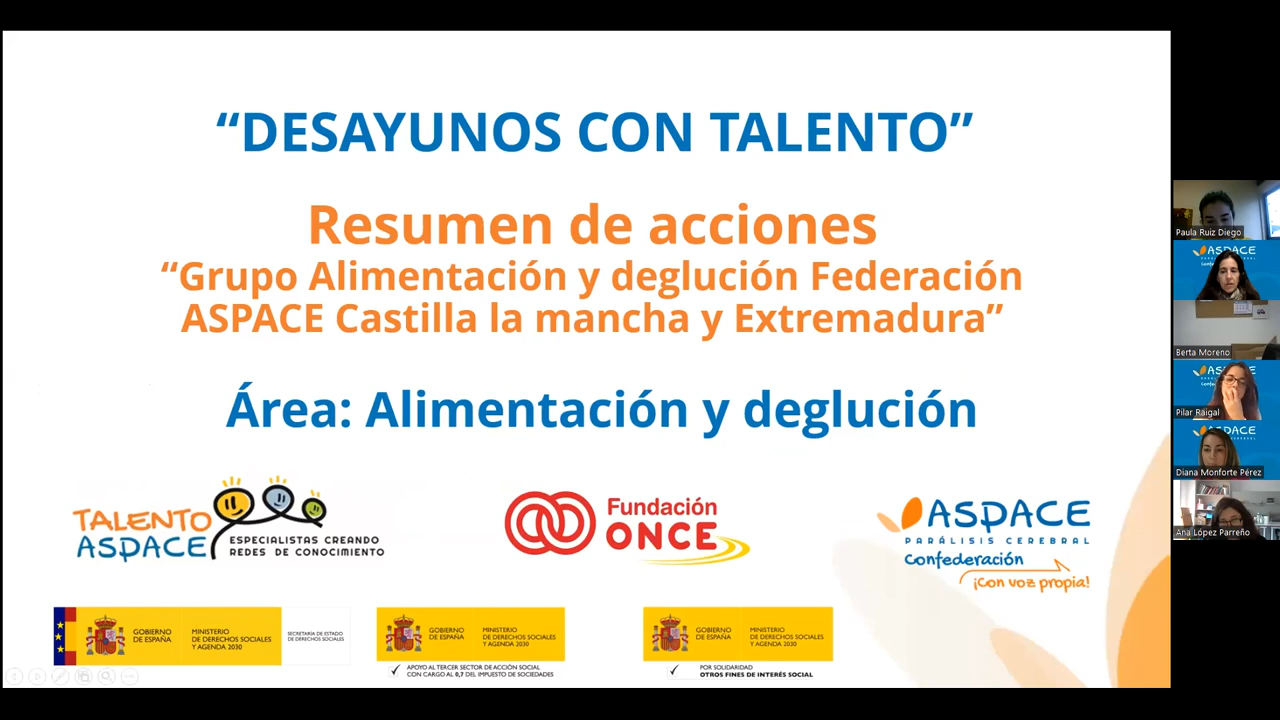 “DESAYUNOS CON TALENTO”
Resumen de acciones
“Grupo Alimentación y deglución Federación
ASPACE Castilla la mancha y Extremadura”
Área: Alimentación y deglución
TALENTO
ASPACE
ESPECIALISTAS CREANDO
REDES DE CONOCIMIENTO
Fundación
ONCE
ASPACE
PARÁLISIS CEREBRAL
Confederación
¡Con voz propia!
GOBIERNO
DE ESPAÑA
MINISTERIO
DE DERECHOS SOCIALES
Y AGENDA 2030
SECRETARÍA DE ESTADO
DE DERECHOS SOCIALES
GOBIERNO
DE ESPAÑA
MINISTERIO
DE DERECHOS SOCIALES
Y AGENDA 2030
APOYO AL TERCER SECTOR DE ACCIÓN SOCIAL
CON CARGO AL 0,7 DEL IMPUESTO DE SOCIEDADES
GOBIERNO
DE ESPAÑA
MINISTERIO
DE DERECHOS SOCIALES
Y AGENDA 2030
POR SOLIDARIDAD
OTROS FINES DE INTERÉS SOCIAL
Paula Ruiz Diego
ASPACE
Berta Moreno
Pilar Raigal
ASPACE
Diana Monforte Pérez
Ana López Parreño